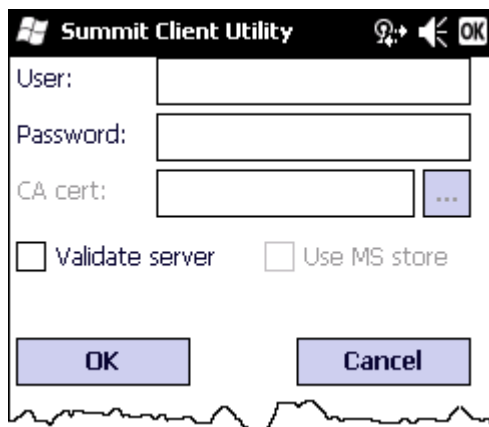 Summit Client Utility OK
User:
Password:
CA cert: ...
Validate server Use MS store
OK Cancel